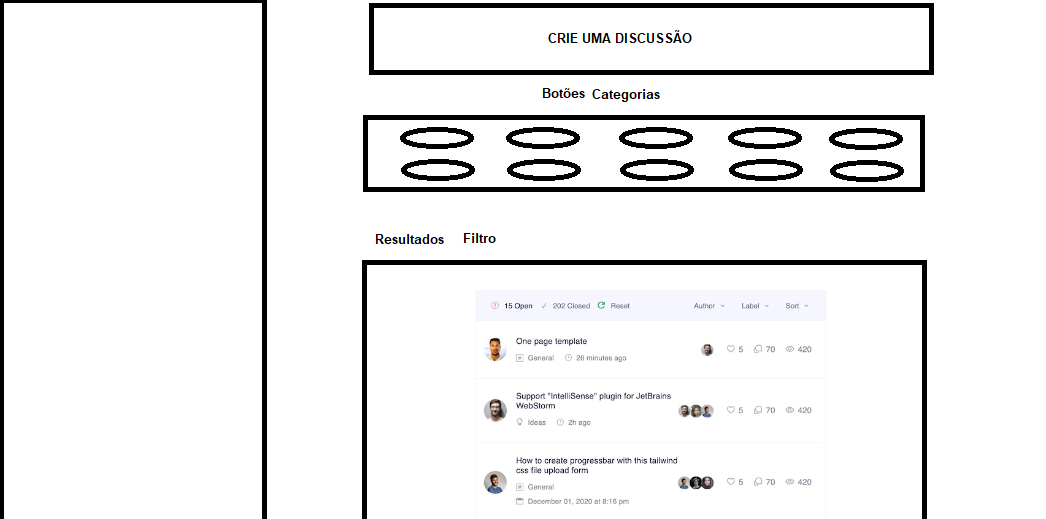 CRIE UMA DISCUSSÃO
Botões Categorias
Resultados Filtro
15 Open 202 Closed Reset Author Label Sort
One page template
General 26 minutes ago
5 70 420
Support "IntelliSense" plugin for JetBrains
WebStorm
Ideas 2h ago
5 70 420
How to create progressbar with this tailwind
css file upload form
General
December 01, 2020 at 8:16 pm
5 70 420